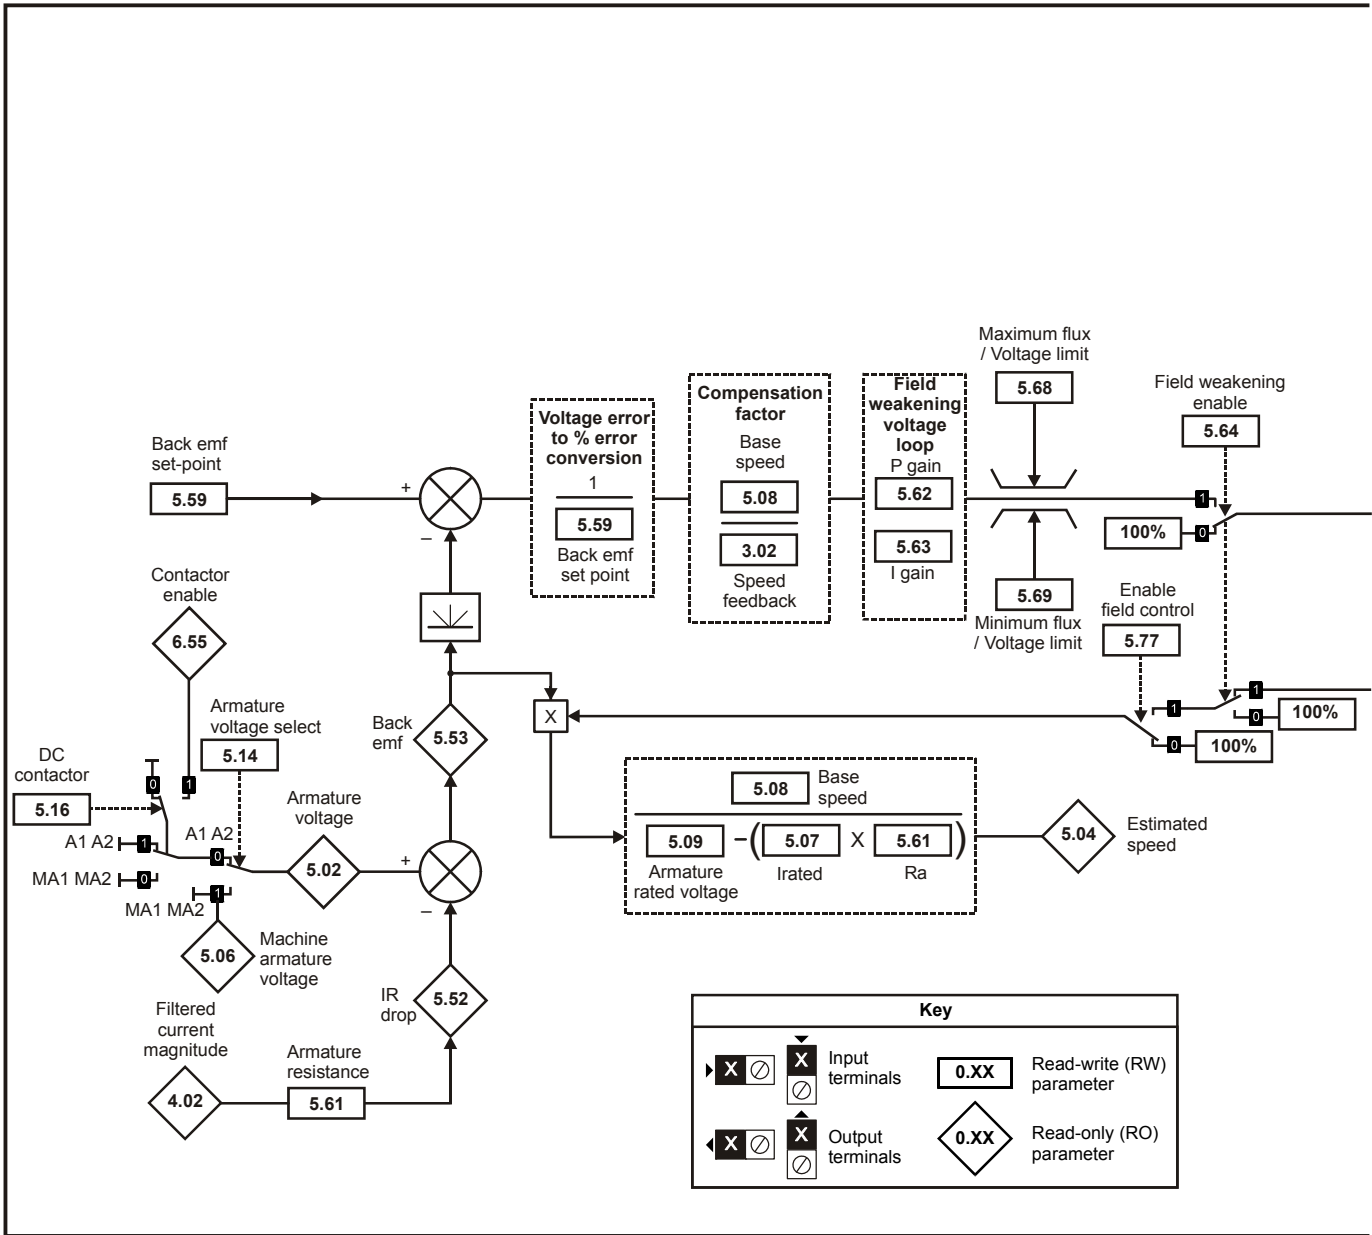 Maximum flux
/ Voltage limit
5.68
Field weakening
enable
5.64
Back emf
set-point
5.59
+
–
Voltage error
to % error
conversion
1
5.59
Back emf
set point
Compensation
factor
Base
speed
5.08
3.02
Speed
feedback
Field
weakening
voltage
loop
P gain
5.62
5.63
I gain
5.69
Minimum flux
/ Voltage limit
1
100%
0
Enable
field control
5.77
1
0
100%
1
0
100%
Contactor
enable
6.55
Armature
voltage select
5.14
DC
contactor
5.16
0
1
A1 A2
1
MA1 MA2
0
A1 A2
0
MA1 MA2
1
Armature
voltage
5.02
+
–
Back
emf
5.53
X
5.06
Machine
armature
voltage
IR
drop
5.52
Filtered
current
magnitude
4.02
Armature
resistance
5.61
5.08
Base
speed
5.09 – ( 5.07 X 5.61 )
Armature
rated voltage
Irated
Ra
5.04
Estimated
speed
Key
X
X
Input
terminals
0.XX
Read-write (RW)
parameter
X
X
Output
terminals
0.XX
Read-only (RO)
parameter